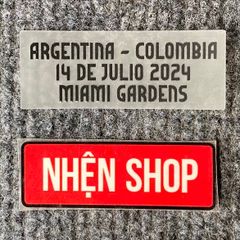 ARGENTINA - COLOMBIA
14 DE JULIO 2024
MIAMI GARDENS
NHỆN SHOP